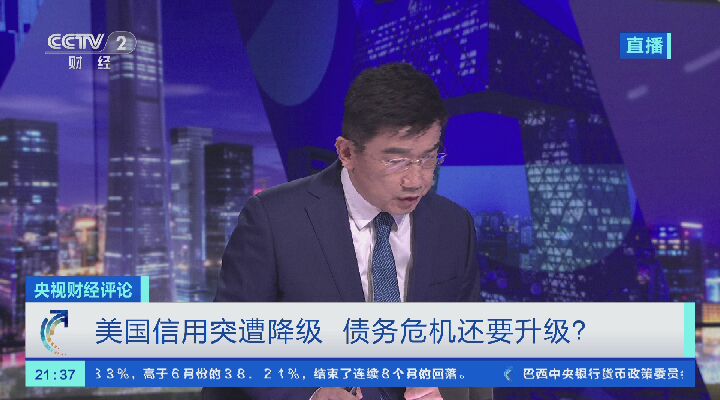 CCTV 2
财经
直播
央视财经评论
美国信用突遭降级 债务危机还要升级?
21:37
33%，高于6月份的38.21%，结束了连续8个月的回落。 巴西中央银行货币政策委员会